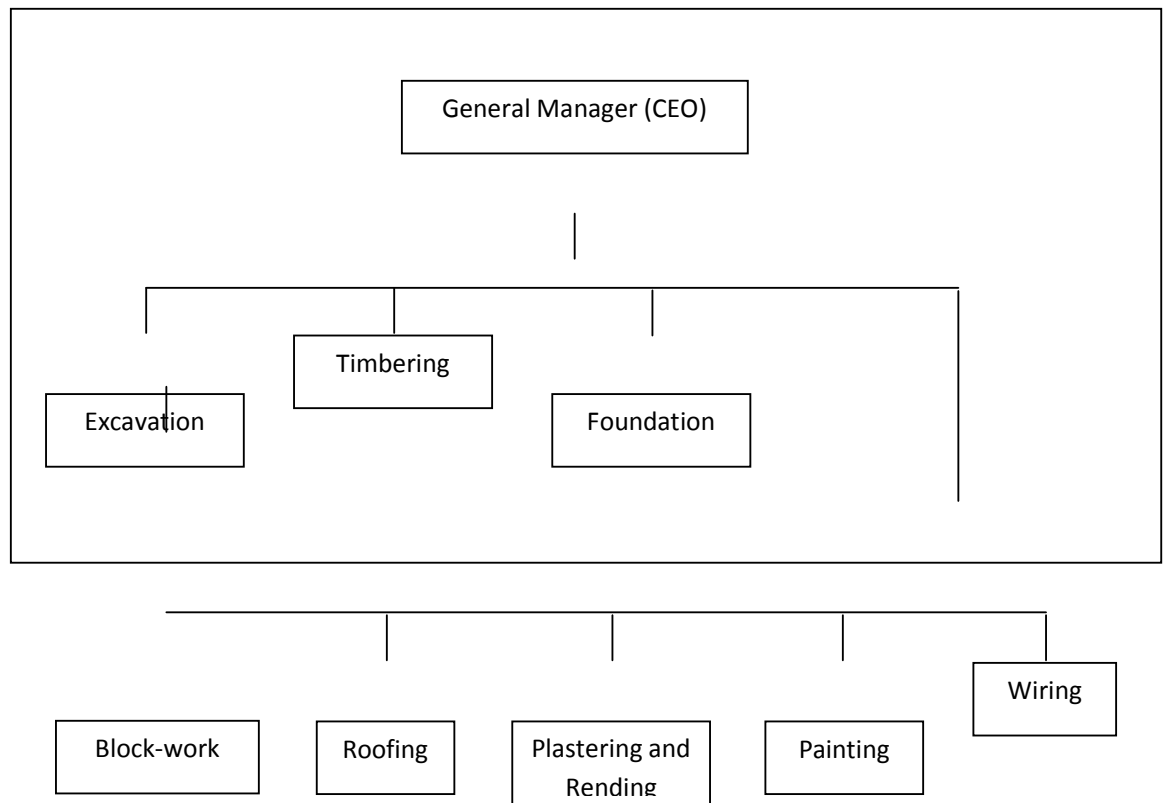 General Manager (CEO)
Timbering
Excavation
Foundation
Wiring
Block-work
Roofing
Plastering and
Rending
Painting